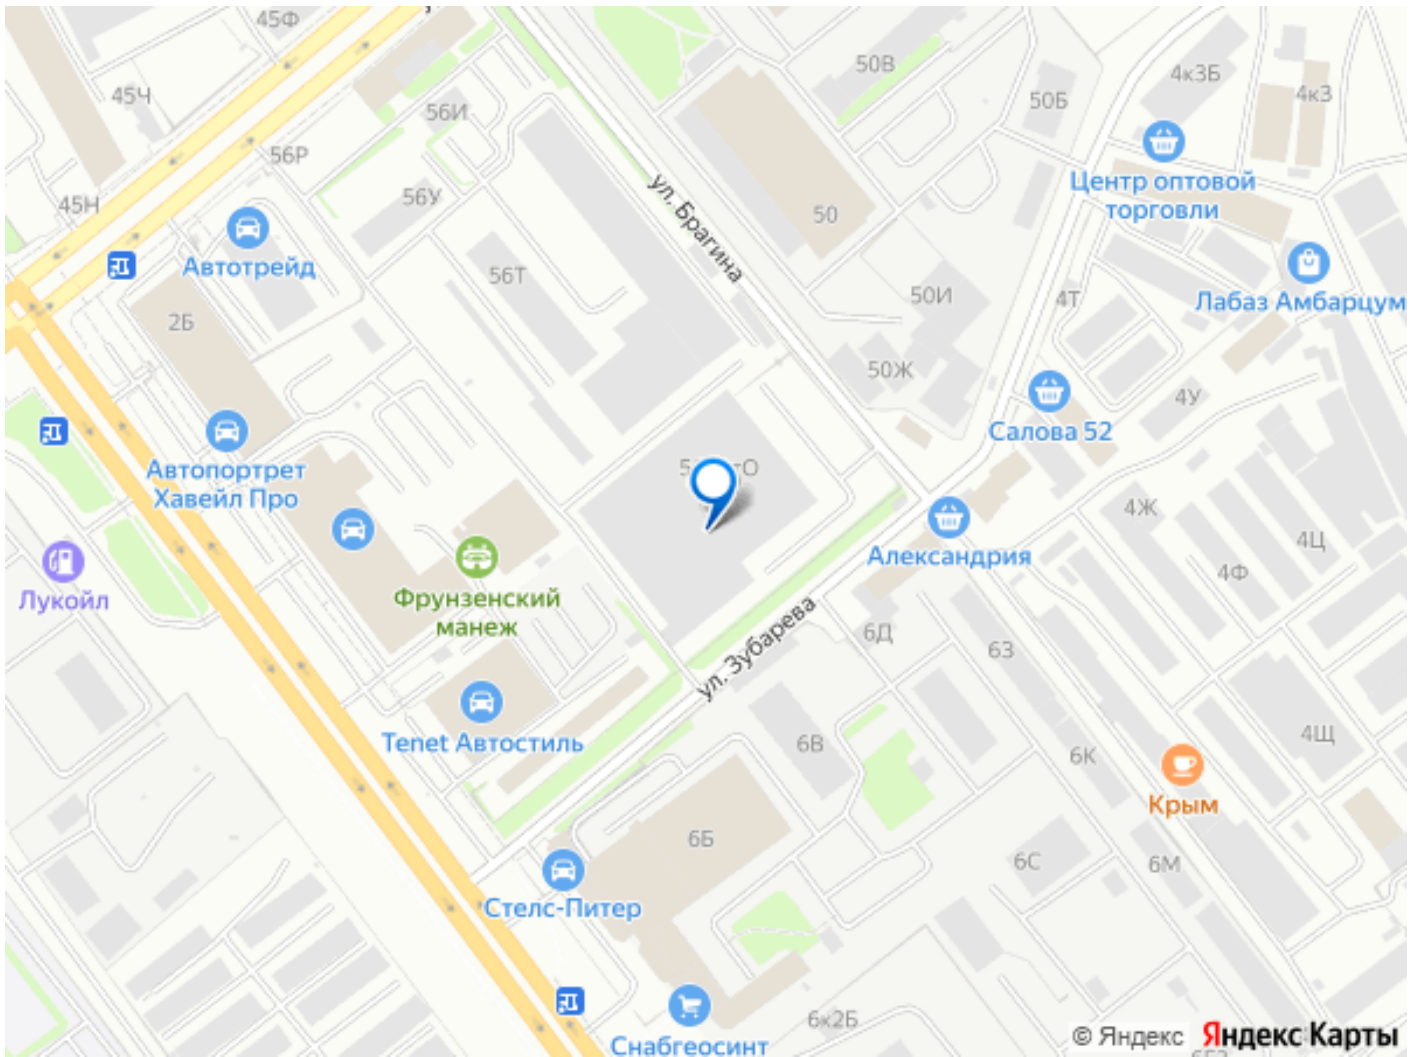 45Ф
45Ч
56И
50В
4к3Б
50Б
4к3
56Р
56У
45Н
ул. Брагина
50
Центр оптовой
торговли
Автотрейд
56Т
50И
4Т
Лабаз Амбарцум
2Б
50Ж
4У
Салова 52
Автопортрет
Хавейл Про
4Ж
Александрия
4Ц
4Ф
Лукойл
Фрунзенский
манеж
ул. Зубарева
6Д
6З
Tenet Автостиль
6В
4Щ
6К
Крым
6Б
6С
6М
Стелс-Питер
6к2Б
Снабгеосинт
© Яндекс Яндекс Карты